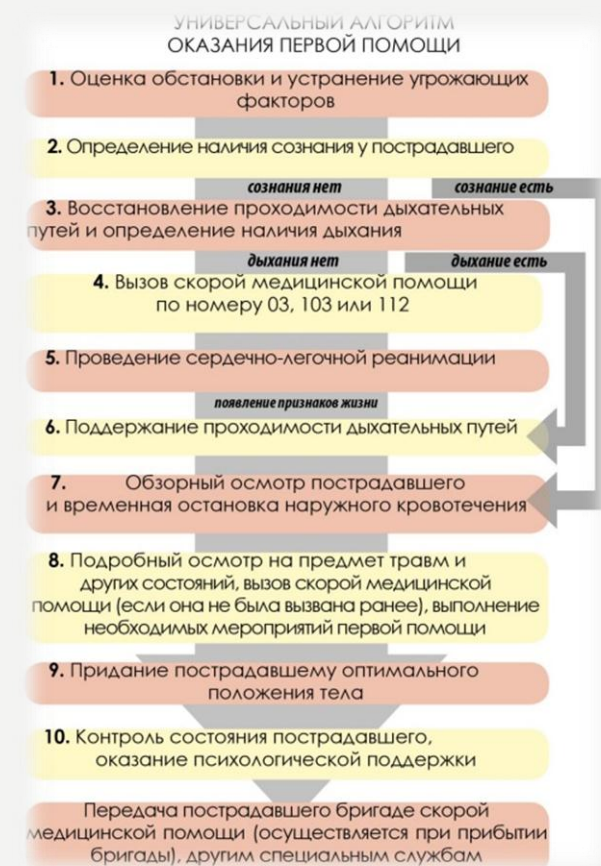 УНИВЕРСАЛЬНЫЙ АЛГОРИТМ
ОКАЗАНИЯ ПЕРВОЙ ПОМОЩИ
1. Оценка обстановки и устранение угрожающих
факторов
2. Определение наличия сознания у пострадавшего
сознания нет
сознание есть
3. Восстановление проходимости дыхательных
путей и определение наличия дыхания
дыхания нет
дыхание есть
4. Вызов скорой медицинской помощи
по номеру 03, 103 или 112
5. Проведение сердечно-легочной реанимации
появление признаков жизни
6. Поддержание проходимости дыхательных путей
7. Обзорный осмотр пострадавшего
и временная остановка наружного кровотечения
8. Подробный осмотр на предмет травм и
других состояний, вызов скорой медицинской
помощи (если она не была вызвана ранее), выполнение
необходимых мероприятий первой помощи
9. Придание пострадавшему оптимального
положения тела
10. Контроль состояния пострадавшего,
оказание психологической поддержки
Передача пострадавшего бригаде скорой
медицинской помощи (осуществляется при прибытии
бригады), другим специальным службам